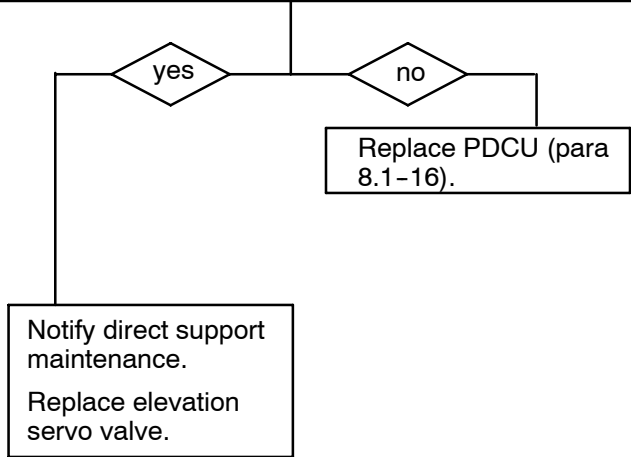 yes
no
Replace PDCU (para
8.1-16).
Notify direct support
maintenance.
Replace elevation
servo valve.